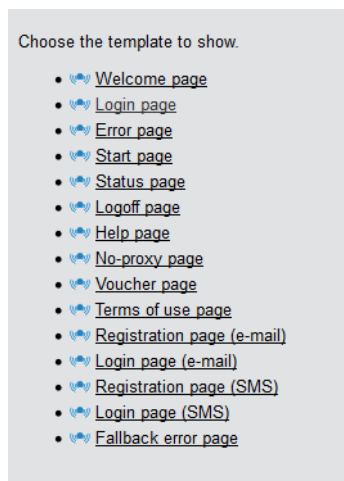 Choose the template to show.
Welcome page
Login page
Error page
Start page
Status page
Logoff page
Help page
No-proxy page
Voucher page
Terms of use page
Registration page (e-mail)
Login page (e-mail)
Registration page (SMS)
Login page (SMS)
Fallback error page